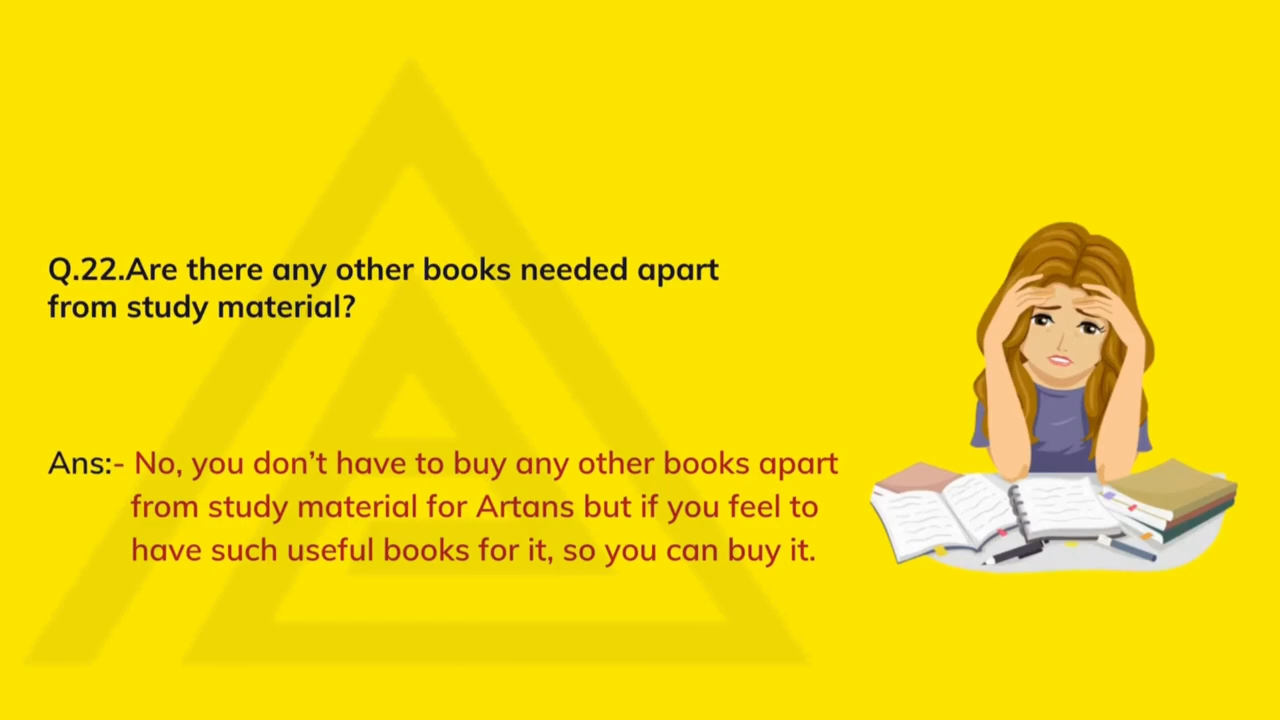 Q.22.Are there any other books needed apart
from study material?
Ans:- No, you don’t have to buy any other books apart
from study material for Artans but if you feel to
have such useful books for it, so you can buy it.